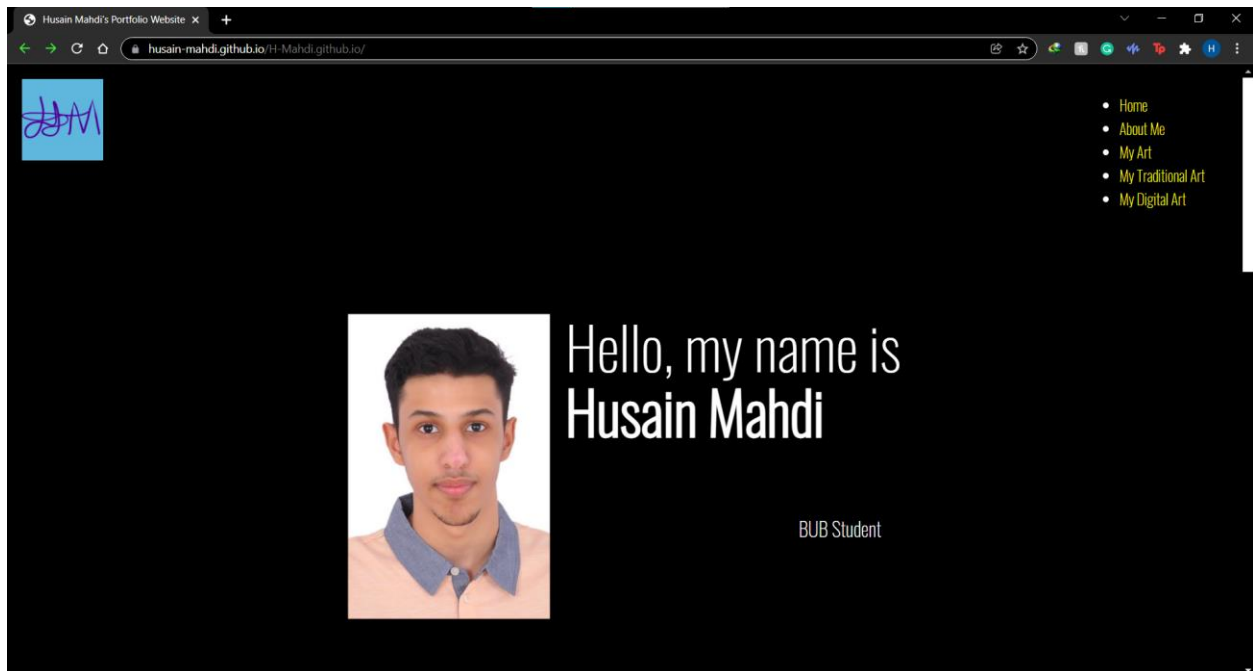 Husain Mahdi's Portfolio Website
husain-mahdi.github.io/H-Mahdi.github.io/
Tp
H
Home
About Me
My Art
My Traditional Art
My Digital Art
Hello, my name is
Husain Mahdi
BUB Student